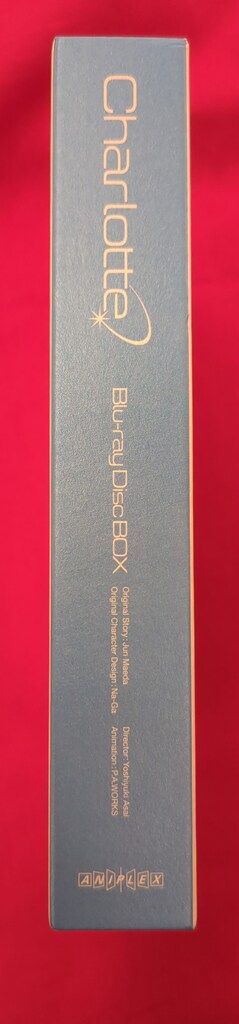 Charlotte
Blu-ray Disc BOX
Original Story: Jun Maeda
Original Character Design: Na-Ga
Director: Yoshiyuki Asai
Animation: P.A.WORKS
ANIPLEX